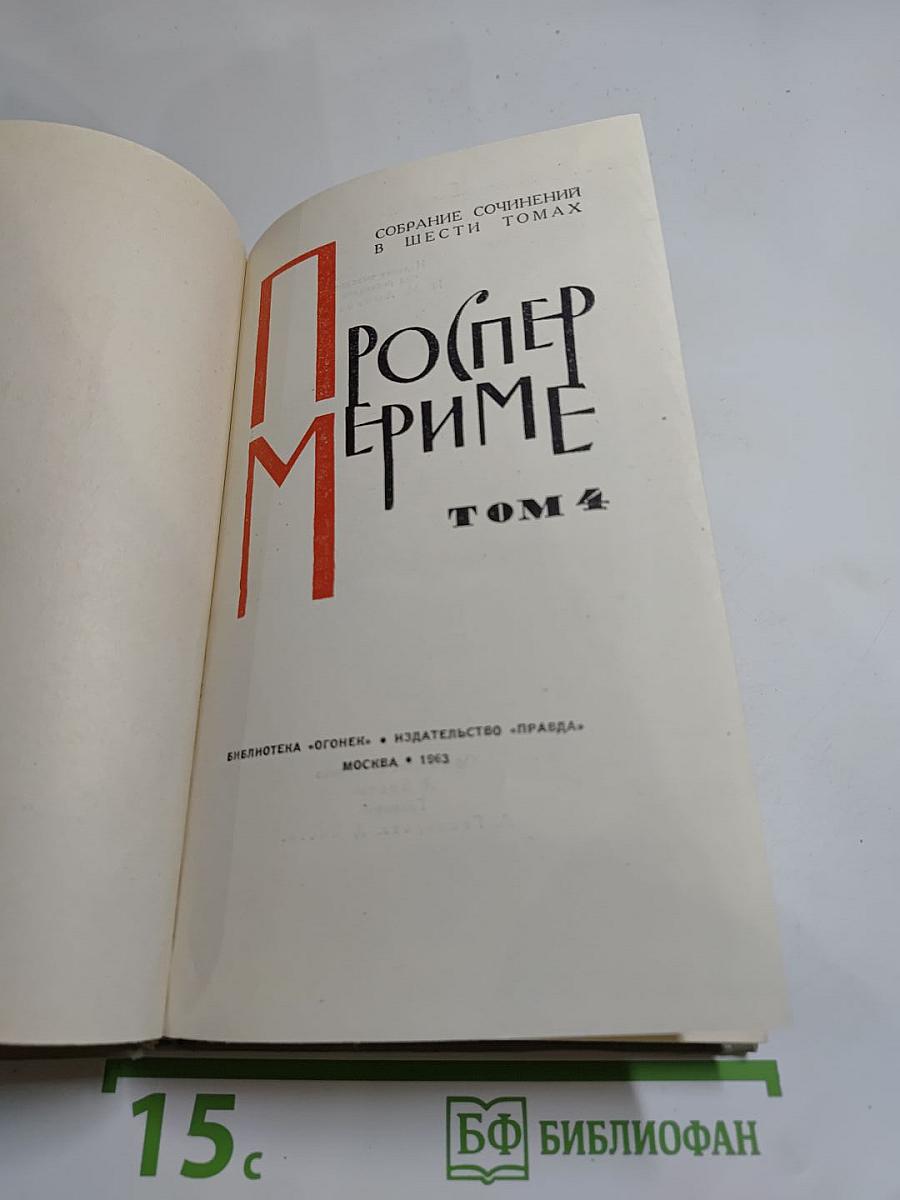 СОБРАНИЕ СОЧИНЕНИЙ
В ШЕСТИ ТОМАХ
ПРОСПЕР
МЕРИМЕ
ТОМ 4
БИБЛИОТЕКА «ОГОНЕК» • ИЗДАТЕЛЬСТВО «ПРАВДА»
МОСКВА • 1963
15с
БФ БИБЛИОФАН